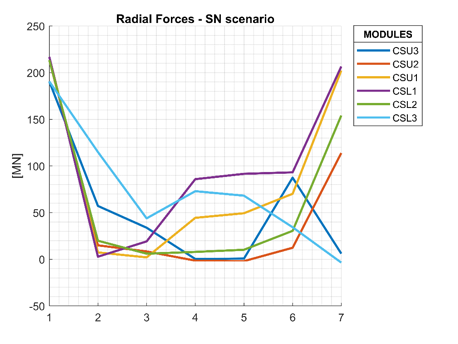 Radial Forces - SN scenario
MODULES
CSU3
CSU2
CSU1
CSL1
CSL2
CSL3
[MN]
250
200
150
100
50
0
-50
1 2 3 4 5 6 7